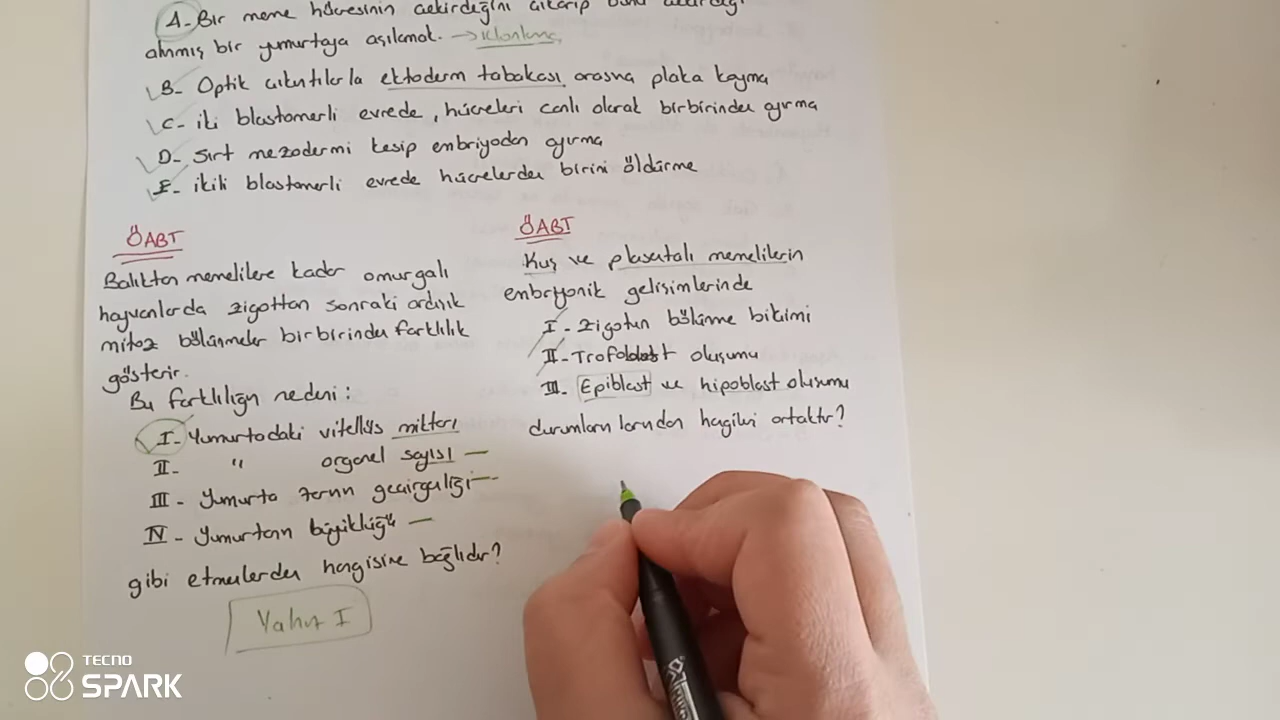 A- Bir meme hücresinin çekirdeğini çıkarıp bunu çekirdeği
alınmış bir yumurtaya aşılamak. → klonlama
B- Optik çıkıntılarla ektoderm tabakası arasına plaka koyma
C- iki blastomerli evrede, hücreleri canlı olarak birbirinden ayırma
D- Sırt mezodermi kesip embriyodan ayırma
E- ikili blastomerli evrede hücrelerden birini öldürme
ÖABT
Balıktan memelilere kadar omurgalı
hayvanlarda zigottan sonraki ardışık
mitoz bölünmeler birbirinden farklılık
gösterir.
Bu farklılığın nedeni:
I- Yumurtadaki vitellüs miktarı
II- " organel sayısı
III- Yumurta zarının geçirgenliği
IV- Yumurtanın büyüklüğü
gibi etmenlerden hangisine bağlıdır?
Yalnız I
ÖABT
Kuş ve plasentalı memelilerin
embriyonik gelişimlerinde
I- Zigotun bölünme biçimi
II- Trofoblast oluşumu
III- Epiblast ve hipoblast oluşumu
durumlarından hangileri ortaktır?
TECNO
SPARK